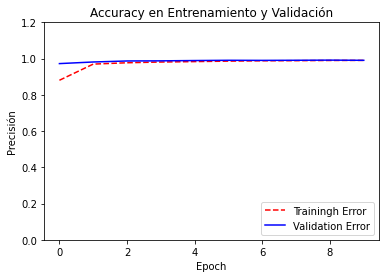 Accuracy en Entrenamiento y Validación
1.2
1.0
0.8
0.6
0.4
0.2
0.0
Precisión
Trainingh Error
Validation Error
0 2 4 6 8
Epoch